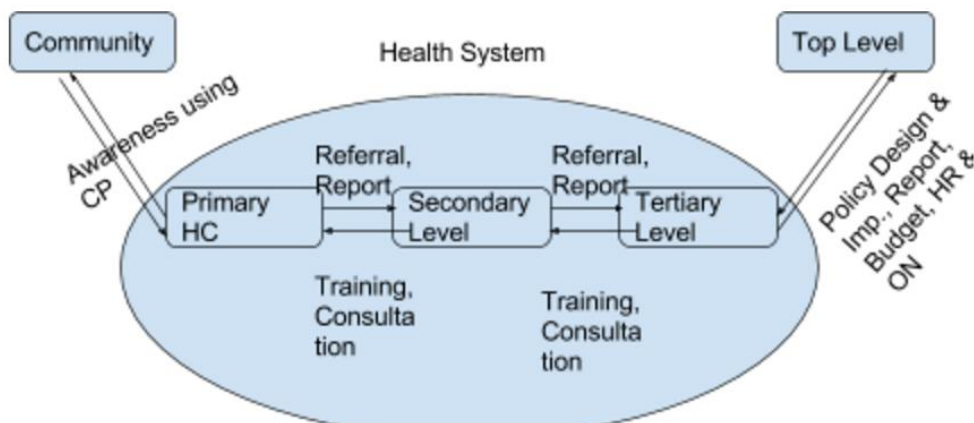 Community
Health System
Top Level
Awareness using
CP
Policy Design &
Imp., Report,
Budget, HR &
ON
Referral,
Report
Referral,
Report
Primary
HC
Secondary
Level
Tertiary
Level
Training,
Consulta
tion
Training,
Consulta
tion